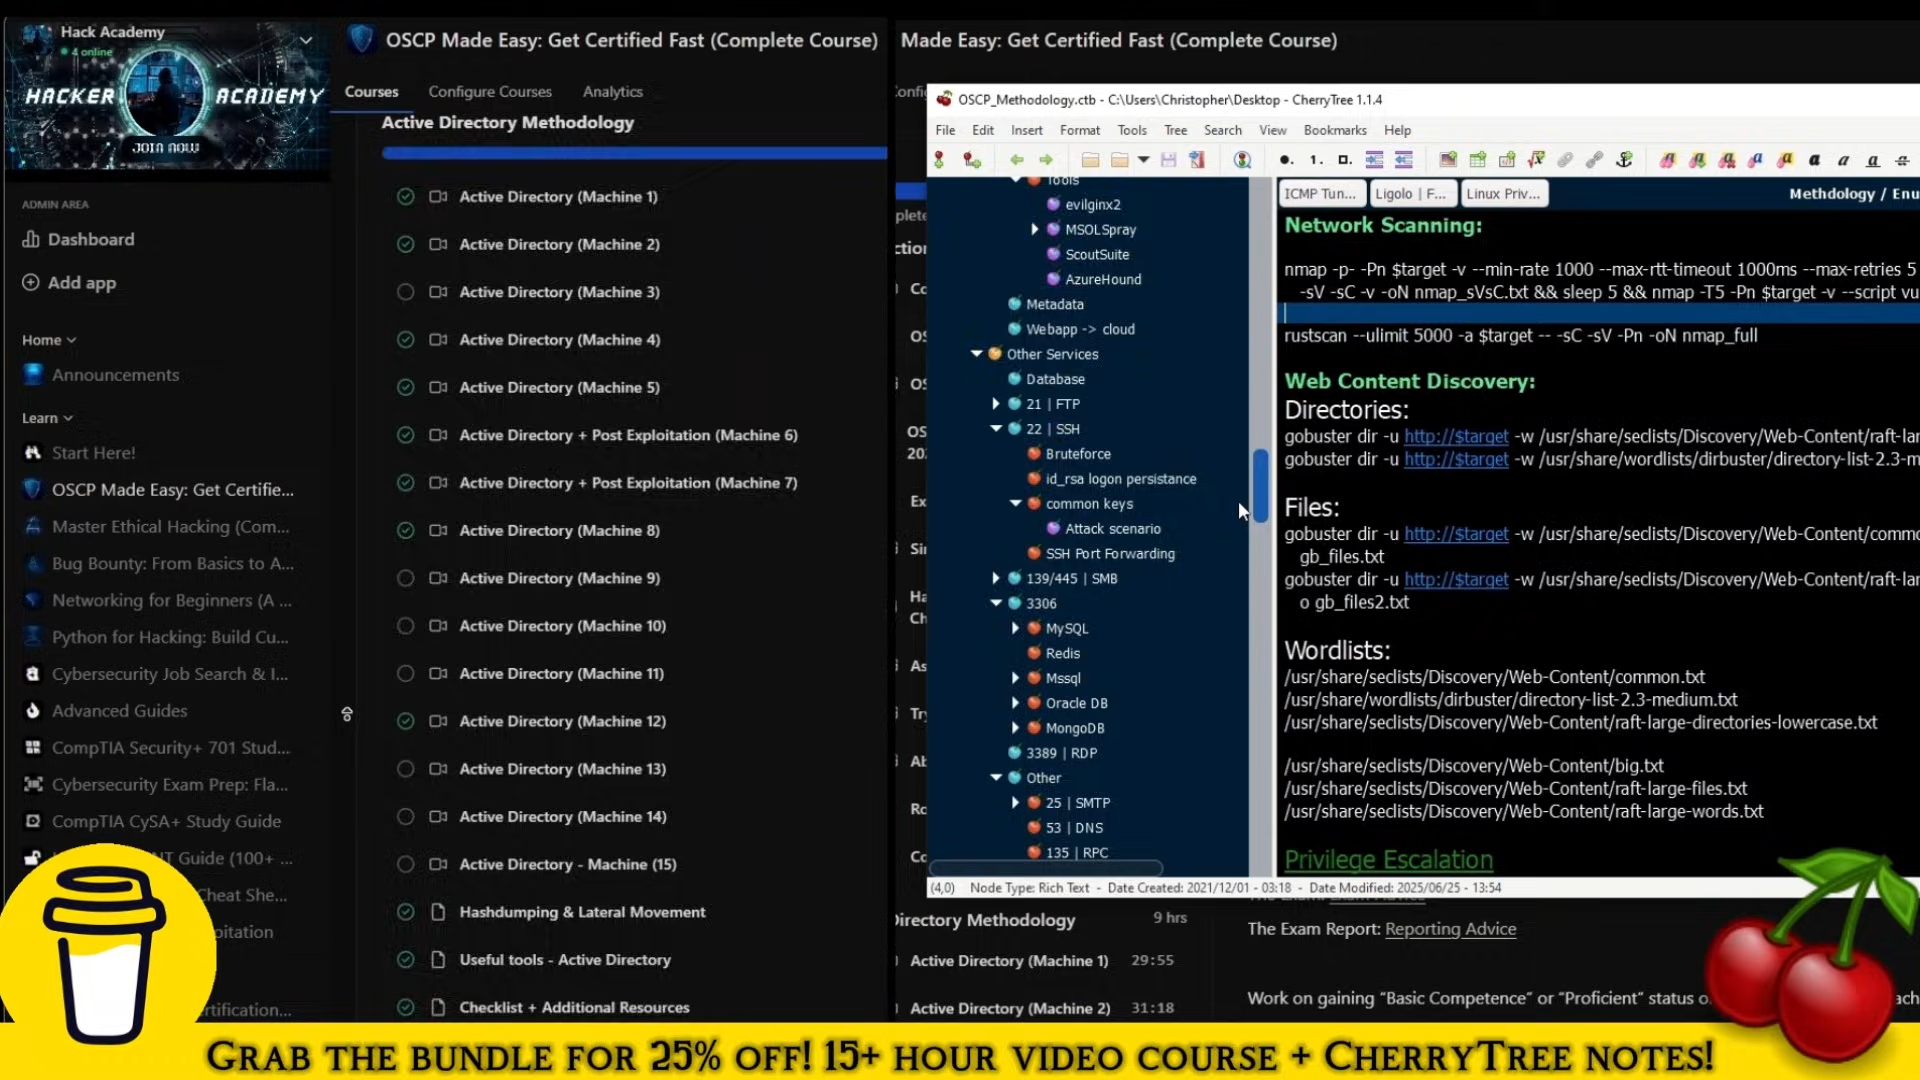 Hack Academy
4 online
HACKER ACADEMY
JOIN NOW
ADMIN AREA
Dashboard
Add app
Home
Announcements
Learn
Start Here!
OSCP Made Easy: Get Certifie...
Master Ethical Hacking (Com...
Bug Bounty: From Basics to A...
Networking for Beginners (A ...
Python for Hacking: Build Cu...
Cybersecurity Job Search & I...
Advanced Guides
CompTIA Security+ 701 Stud...
Cybersecurity Exam Prep: Fla...
CompTIA CySA+ Study Guide
Guide (100+ ...
Cheat She...
OSCP Made Easy: Get Certified Fast (Complete Course)
Courses
Configure Courses
Analytics
Active Directory Methodology
Active Directory (Machine 1)
Active Directory (Machine 2)
Active Directory (Machine 3)
Active Directory (Machine 4)
Active Directory (Machine 5)
Active Directory + Post Exploitation (Machine 6)
Active Directory + Post Exploitation (Machine 7)
Active Directory (Machine 8)
Active Directory (Machine 9)
Active Directory (Machine 10)
Active Directory (Machine 11)
Active Directory (Machine 12)
Active Directory (Machine 13)
Active Directory (Machine 14)
Active Directory - Machine (15)
Hashdumping & Lateral Movement
Useful tools - Active Directory
Checklist + Additional Resources
Made Easy: Get Certified Fast (Complete Course)
OSCP_Methodology.ctb - C:\Users\Christopher\Desktop - CherryTree 1.1.4
File Edit Insert Format Tools Tree Search View Bookmarks Help
Tools
evilginx2
MSOLSpray
ScoutSuite
AzureHound
Metadata
Webapp -> cloud
Other Services
Database
21 | FTP
22 | SSH
Bruteforce
id_rsa logon persistance
common keys
Attack scenario
SSH Port Forwarding
139/445 | SMB
3306
MySQL
Redis
Mssql
Oracle DB
MongoDB
3389 | RDP
Other
25 | SMTP
53 | DNS
135 | RPC
ICMP Tun...
Ligolo | F...
Linux Priv...
Methdology / Enu
Network Scanning:
nmap -p- -Pn $target -v --min-rate 1000 --max-rtt-timeout 1000ms --max-retries 5
-sV -sC -v -oN nmap_sVsC.txt && sleep 5 && nmap -T5 -Pn $target -v --script vu
rustscan --ulimit 5000 -a $target -- -sC -sV -Pn -oN nmap_full
Web Content Discovery:
Directories:
gobuster dir -u http://$target -w /usr/share/seclists/Discovery/Web-Content/raft-lar
gobuster dir -u http://$target -w /usr/share/wordlists/dirbuster/directory-list-2.3-m
Files:
gobuster dir -u http://$target -w /usr/share/seclists/Discovery/Web-Content/commo
gb_files.txt
gobuster dir -u http://$target -w /usr/share/seclists/Discovery/Web-Content/raft-lar
o gb_files2.txt
Wordlists:
/usr/share/seclists/Discovery/Web-Content/common.txt
/usr/share/wordlists/dirbuster/directory-list-2.3-medium.txt
/usr/share/seclists/Discovery/Web-Content/raft-large-directories-lowercase.txt
/usr/share/seclists/Discovery/Web-Content/big.txt
/usr/share/seclists/Discovery/Web-Content/raft-large-files.txt
/usr/share/seclists/Discovery/Web-Content/raft-large-words.txt
Privilege Escalation
(4,0) Node Type: Rich Text - Date Created: 2021/12/01 - 03:18 - Date Modified: 2025/06/25 - 13:54
Directory Methodology 9 hrs
Active Directory (Machine 1) 29:55
Active Directory (Machine 2) 31:18
The Exam Report: Reporting Advice
Work on gaining “Basic Competence” or “Proficient” status o
GRAB THE BUNDLE FOR 25% OFF! 15+ HOUR VIDEO COURSE + CHERRYTREE NOTES!